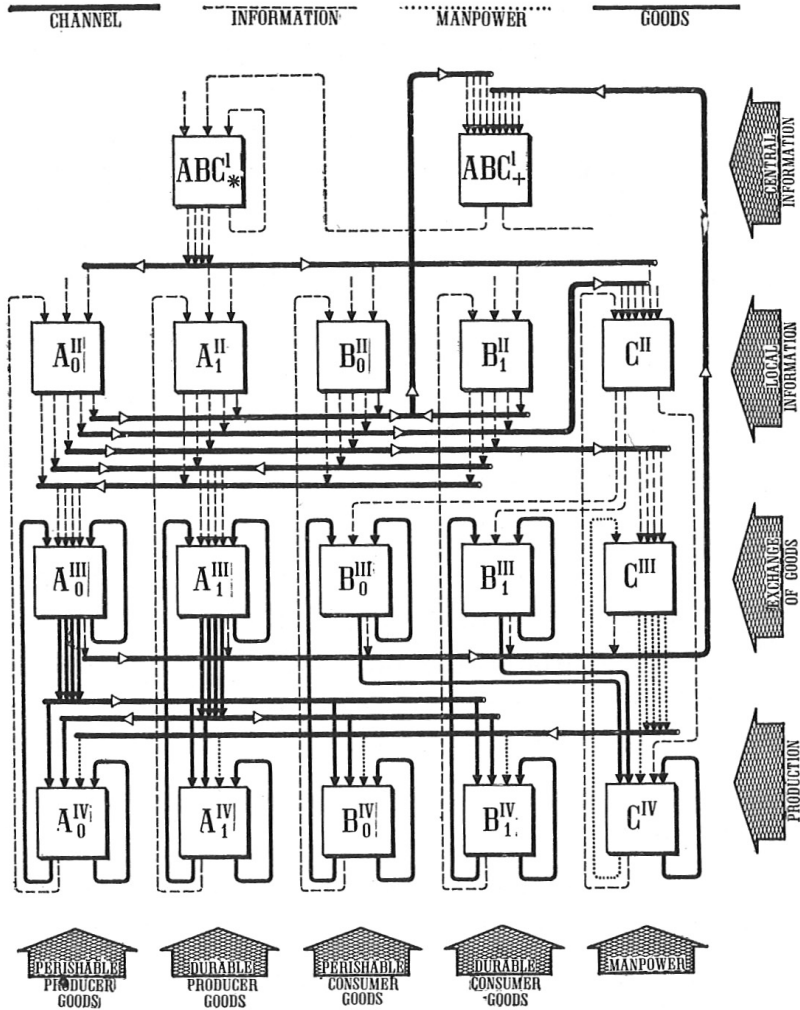 CHANNEL INFORMATION MANPOWER GOODS
ABC I * ABC I +
CENTRAL
INFORMATION
A II 0 A II 1 B II 0 B II 1 C II
LOCAL
INFORMATION
A III 0 A III 1 B III 0 B III 1 C III
EXCHANGE
OF GOODS
A IV 0 A IV 1 B IV 0 B IV 1 C IV
PRODUCTION
PERISHABLE
PRODUCER
GOODS
DURABLE
PRODUCER
GOODS
PERISHABLE
CONSUMER
GOODS
DURABLE
CONSUMER
GOODS
MANPOWER